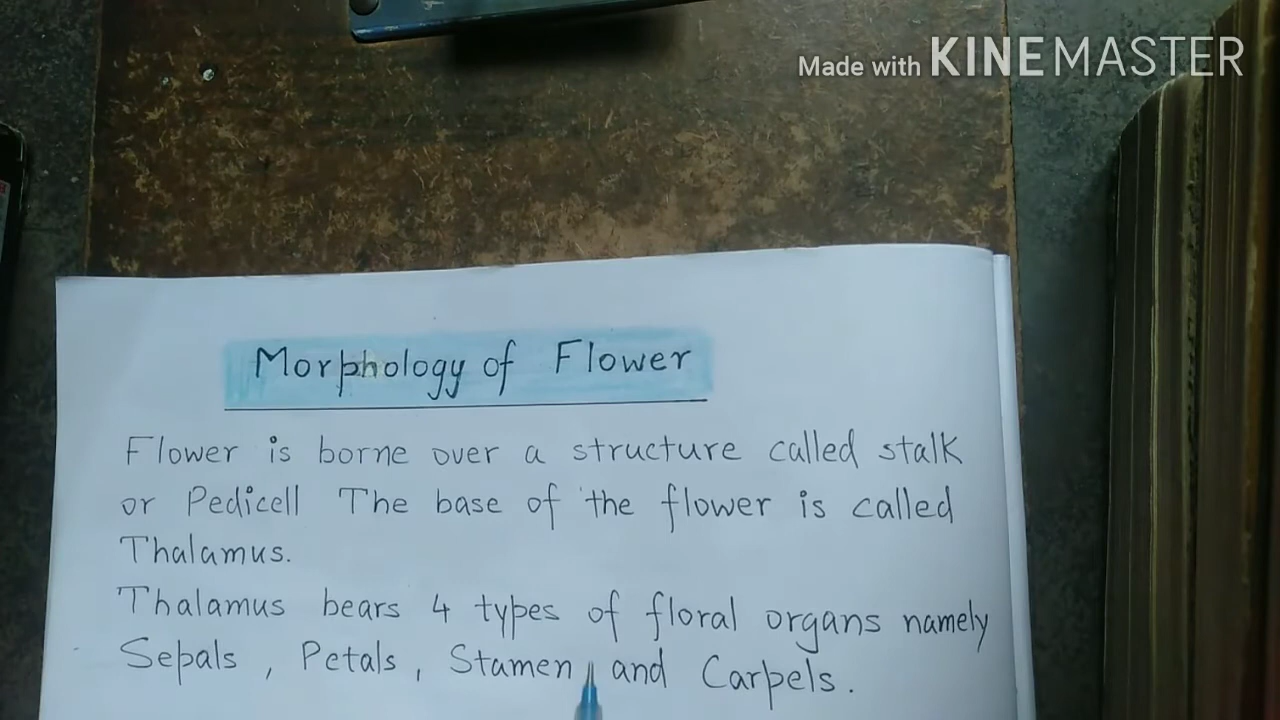 Made with KINEMASTER
Morphology of Flower
Flower is borne over a structure called stalk
or Pedicell The base of the flower is called
Thalamus.
Thalamus bears 4 types of floral organs namely
Sepals , Petals , Stamen and Carpels .